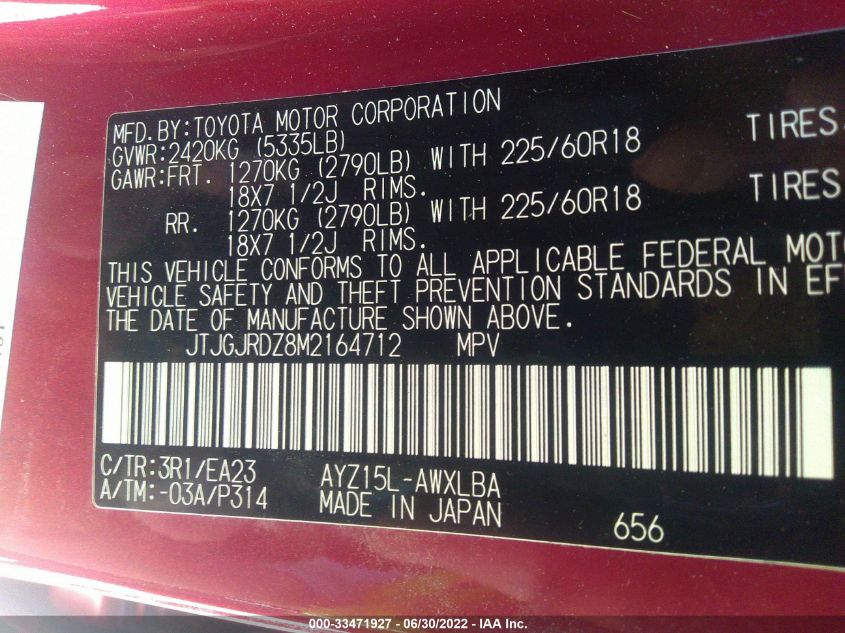 MFD.BY:TOYOTA MOTOR CORPORATION
GVWR:2420KG (5335LB)
GAWR:FRT. 1270KG (2790LB) WITH 225/60R18 TIRES
18X7 1/2J RIMS.
RR. 1270KG (2790LB) WITH 225/60R18 TIRES
18X7 1/2J RIMS.
THIS VEHICLE CONFORMS TO ALL APPLICABLE FEDERAL MOTO
VEHICLE SAFETY AND THEFT PREVENTION STANDARDS IN EF
THE DATE OF MANUFACTURE SHOWN ABOVE.
JTJGJRDZ8M2164712 MPV
C/TR:3R1/EA23 AYZ15L-AWXLBA
A/TM:-03A/P314 MADE IN JAPAN
656
000-33471927 - 06/30/2022 - IAA Inc.